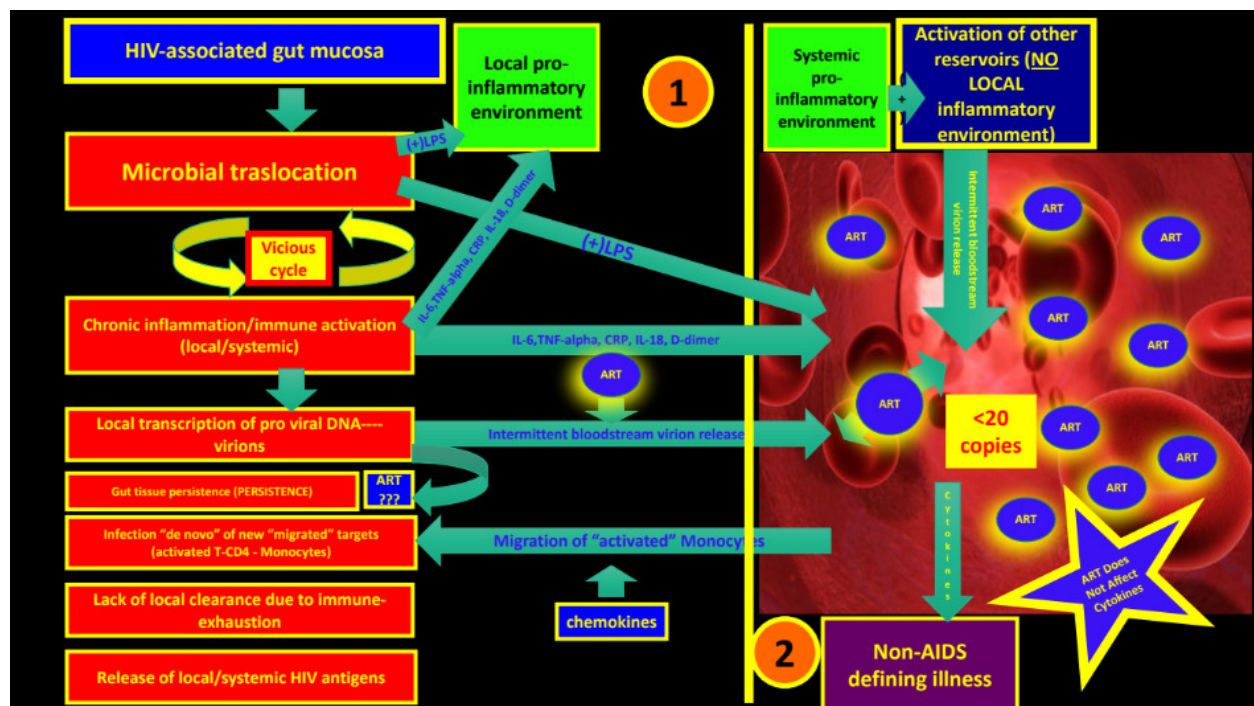 HIV-associated gut mucosa
Local pro-
inflammatory
environment
1
Microbial traslocation
(+)LPS
Vicious
cycle
IL-6,TNF-alpha, CRP, IL-18, D-dimer
(+)LPS
Chronic inflammation/immune activation
(local/systemic)
IL-6,TNF-alpha, CRP, IL-18, D-dimer
ART
Local transcription of pro viral DNA----
virions
Intermittent bloodstream virion release
Gut tissue persistence (PERSISTENCE)
ART
???
Infection “de novo” of new “migrated” targets
(activated T-CD4 - Monocytes)
Migration of “activated” Monocytes
Lack of local clearance due to immune-
exhaustion
chemokines
Release of local/systemic HIV antigens
Systemic
pro-
inflammatory
environment
(+)
Activation of other
reservoirs (NO
LOCAL
inflammatory
environment)
Intermittent bloodstream
virion release
ART
ART
ART
ART
ART
ART
<20
copies
ART
ART
ART
ART
Cytokines
ART Does
Not Affect
Cytokines
2
Non-AIDS
defining illness